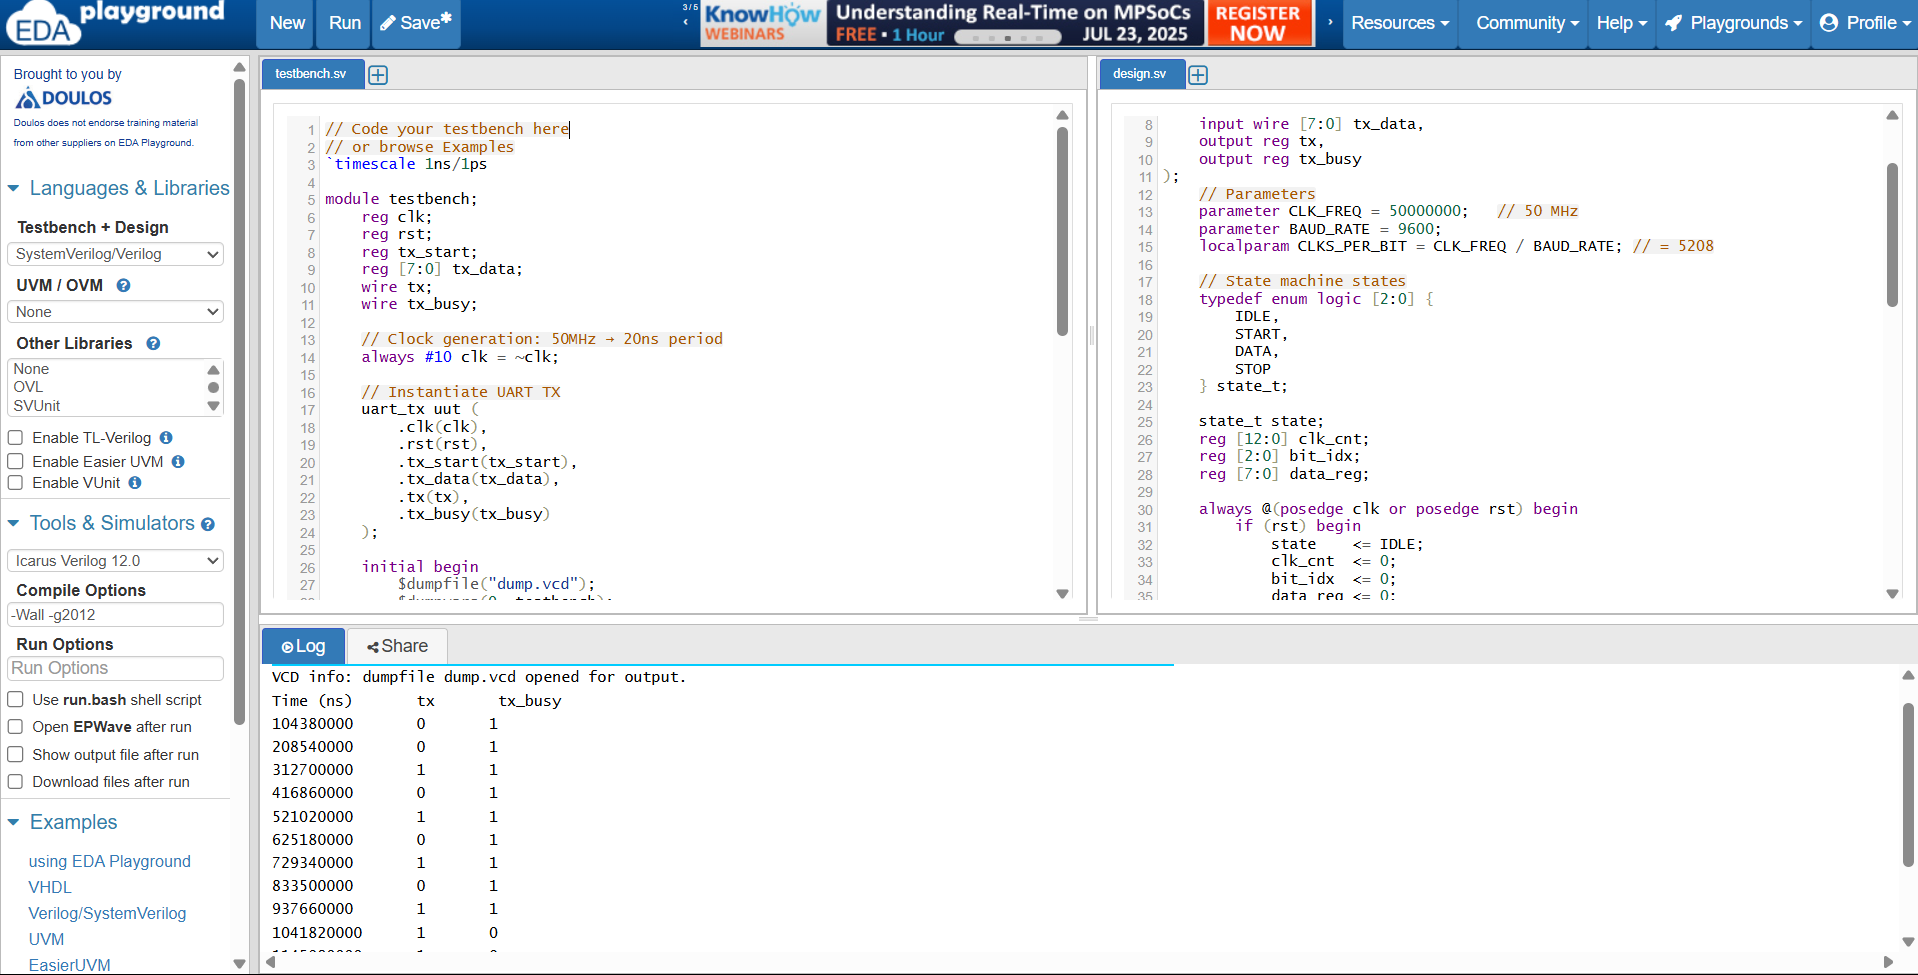 EDA playground
New
Run
Save*
3/5
KNOWHOW
WEBINARS
Understanding Real-Time on MPSoCs
FREE • 1 Hour
JUL 23, 2025
REGISTER
NOW
Resources
Community
Help
Playgrounds
Profile
Brought to you by
DOULOS
Doulos does not endorse training material
from other suppliers on EDA Playground.
Languages & Libraries
Testbench + Design
SystemVerilog/Verilog
UVM / OVM
None
Other Libraries
None
OVL
SVUnit
Enable TL-Verilog
Enable Easier UVM
Enable VUnit
Tools & Simulators
Icarus Verilog 12.0
Compile Options
-Wall -g2012
Run Options
Run Options
Use run.bash shell script
Open EPWave after run
Show output file after run
Download files after run
Examples
using EDA Playground
VHDL
Verilog/SystemVerilog
UVM
EasierUVM
testbench.sv
1 // Code your testbench here
2 // or browse Examples
3 `timescale 1ns/1ps
4
5 module testbench;
6     reg clk;
7     reg rst;
8     reg tx_start;
9     reg [7:0] tx_data;
10     wire tx;
11     wire tx_busy;
12
13     // Clock generation: 50MHz → 20ns period
14     always #10 clk = ~clk;
15
16     // Instantiate UART TX
17     uart_tx uut (
18         .clk(clk),
19         .rst(rst),
20         .tx_start(tx_start),
21         .tx_data(tx_data),
22         .tx(tx),
23         .tx_busy(tx_busy)
24     );
25
26     initial begin
27         $dumpfile("dump.vcd");
design.sv
8     input wire [7:0] tx_data,
9     output reg tx,
10     output reg tx_busy
11 );
12     // Parameters
13     parameter CLK_FREQ = 50000000;   // 50 MHz
14     parameter BAUD_RATE = 9600;
15     localparam CLKS_PER_BIT = CLK_FREQ / BAUD_RATE; // = 5208
16
17     // State machine states
18     typedef enum logic [2:0] {
19         IDLE,
20         START,
21         DATA,
22         STOP
23     } state_t;
24
25     state_t state;
26     reg [12:0] clk_cnt;
27     reg [2:0] bit_idx;
28     reg [7:0] data_reg;
29
30     always @(posedge clk or posedge rst) begin
31         if (rst) begin
32             state    <= IDLE;
33             clk_cnt  <= 0;
34             bit_idx  <= 0;
35             data_reg <= 0;
Log
Share
VCD info: dumpfile dump.vcd opened for output.
Time (ns) tx tx_busy
104380000 0 1
208540000 0 1
312700000 1 1
416860000 0 1
521020000 1 1
625180000 0 1
729340000 1 1
833500000 0 1
937660000 1 1
1041820000 1 0